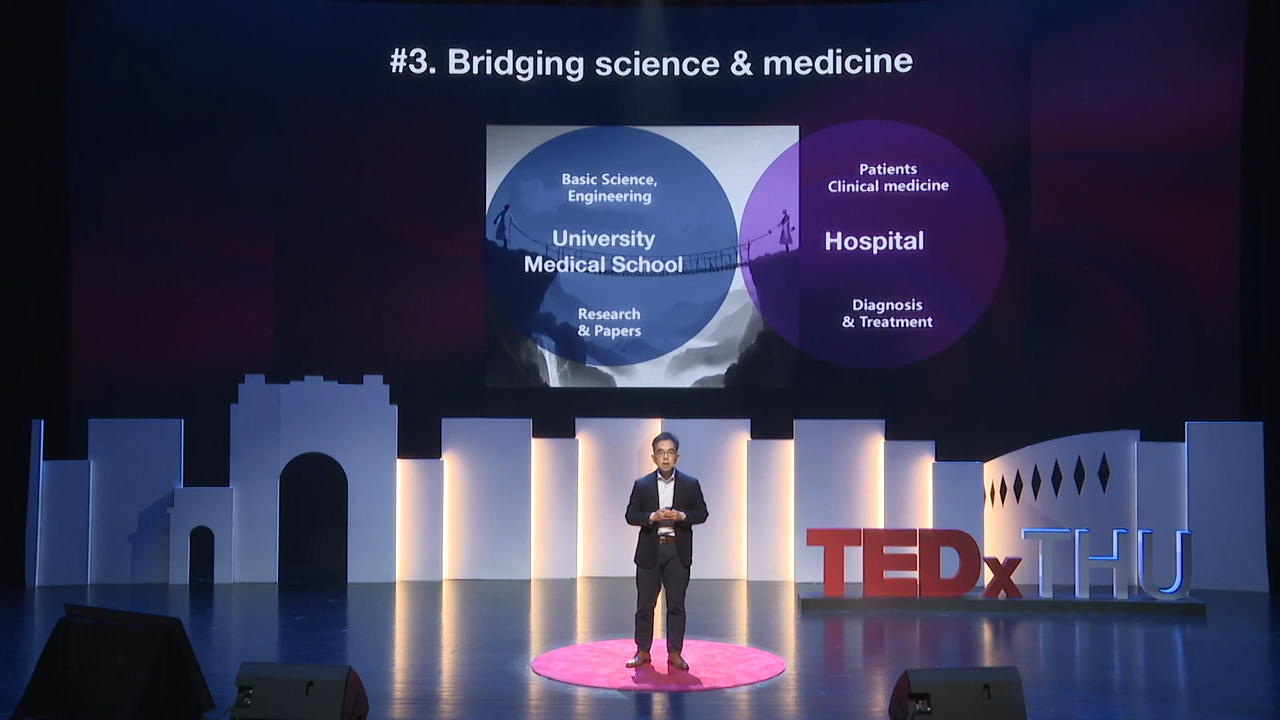 #3. Bridging science & medicine
Basic Science,
Engineering
University
Medical School
Research
& Papers
Patients
Clinical medicine
Hospital
Diagnosis
& Treatment
TEDxTHU